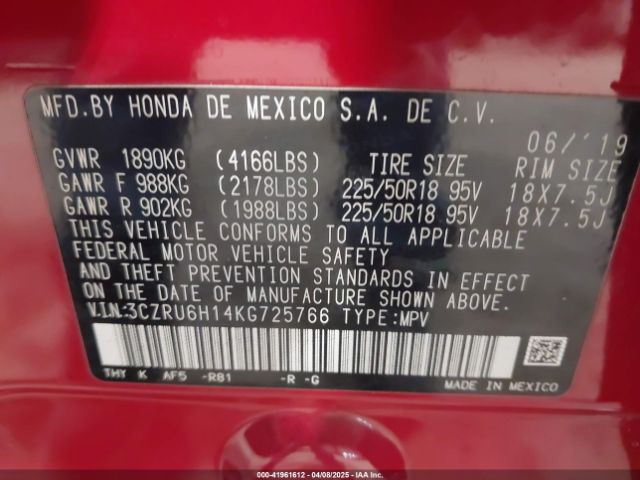 MFD.BY HONDA DE MEXICO S.A. DE C.V.
06/'19
GVWR 1890KG (4166LBS) TIRE SIZE RIM SIZE
GAWR F 988KG (2178LBS) 225/50R18 95V 18X7.5J
GAWR R 902KG (1988LBS) 225/50R18 95V 18X7.5J
THIS VEHICLE CONFORMS TO ALL APPLICABLE
FEDERAL MOTOR VEHICLE SAFETY
AND THEFT PREVENTION STANDARDS IN EFFECT
ON THE DATE OF MANUFACTURE SHOWN ABOVE.
V.I.N:3CZRU6H14KG725766 TYPE:MPV
THY K AF5 -R81 -R -G
MADE IN MEXICO
000-41961612 - 04/08/2025 - IAA, Inc.